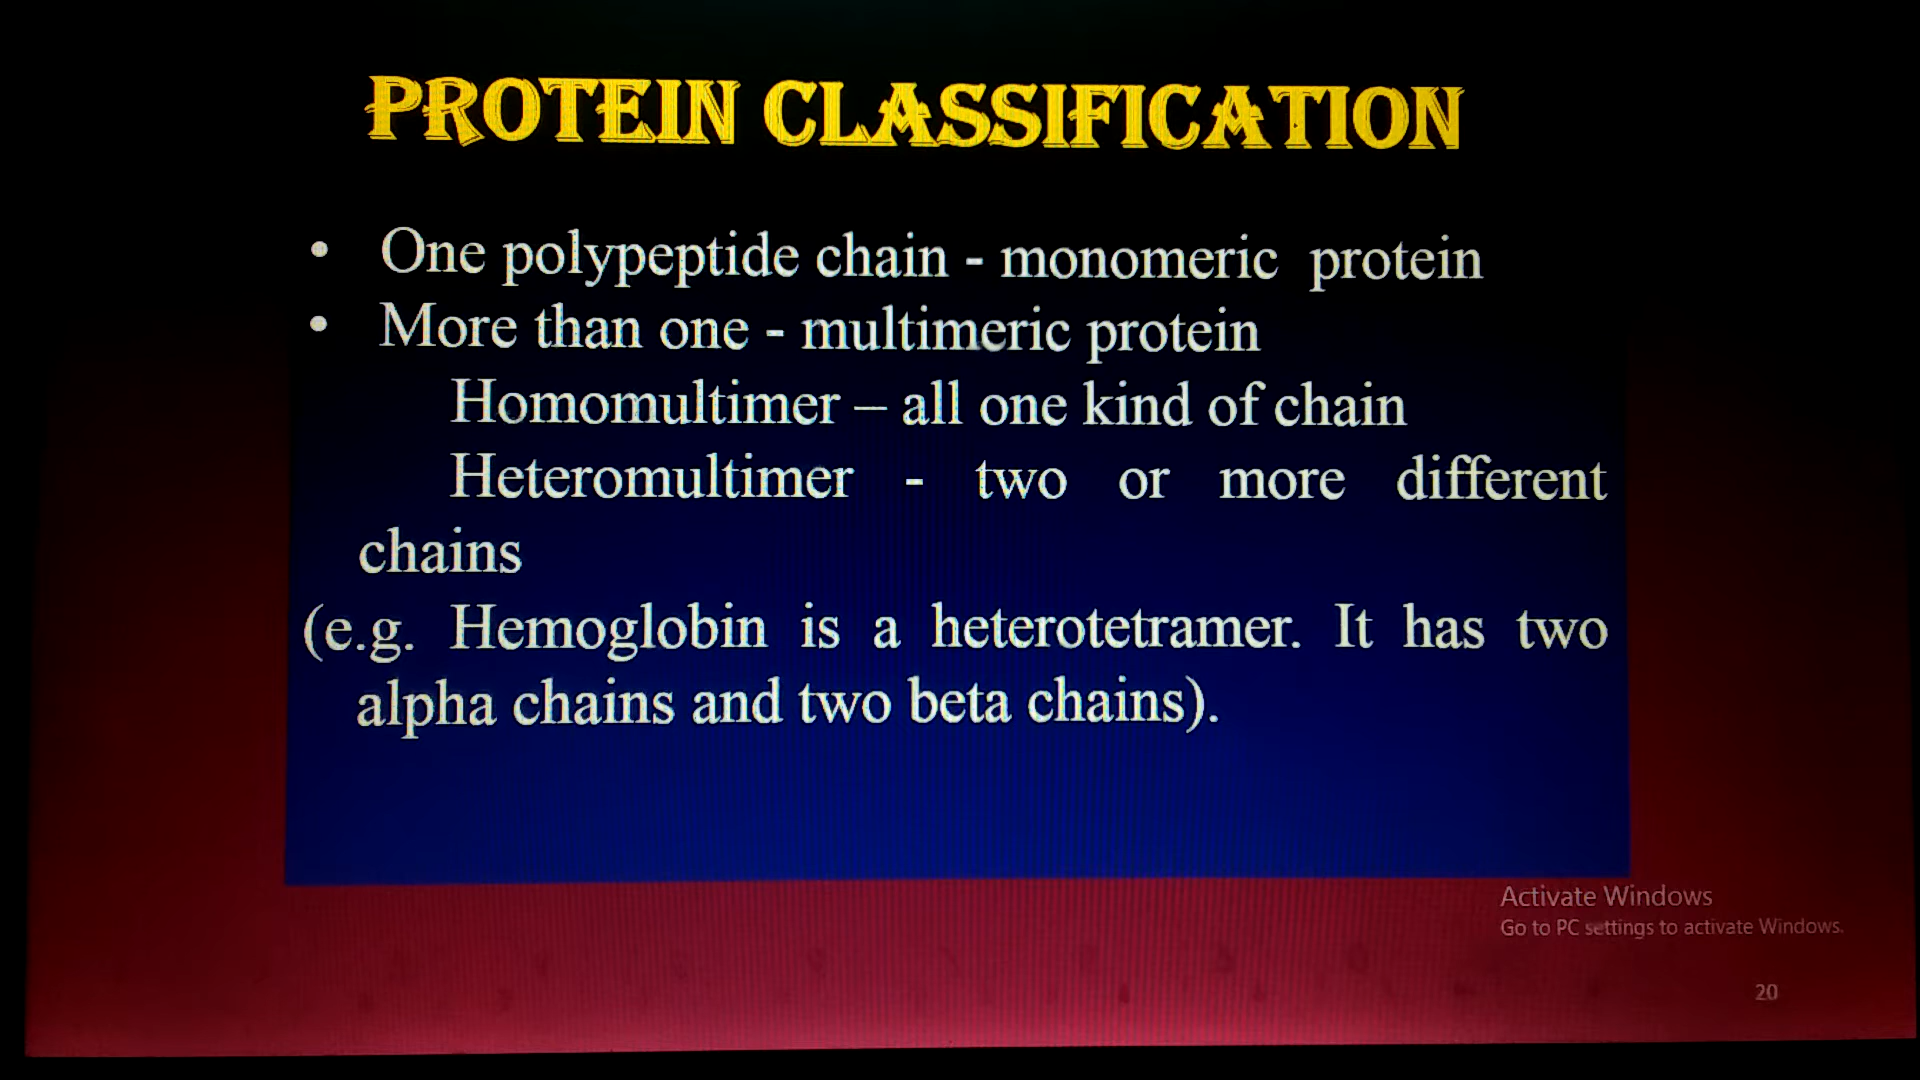 PROTEIN CLASSIFICATION
• One polypeptide chain - monomeric protein
• More than one - multimeric protein
Homomultimer – all one kind of chain
Heteromultimer - two or more different
chains
(e.g. Hemoglobin is a heterotetramer. It has two
alpha chains and two beta chains).
Activate Windows
Go to PC settings to activate Windows.
20